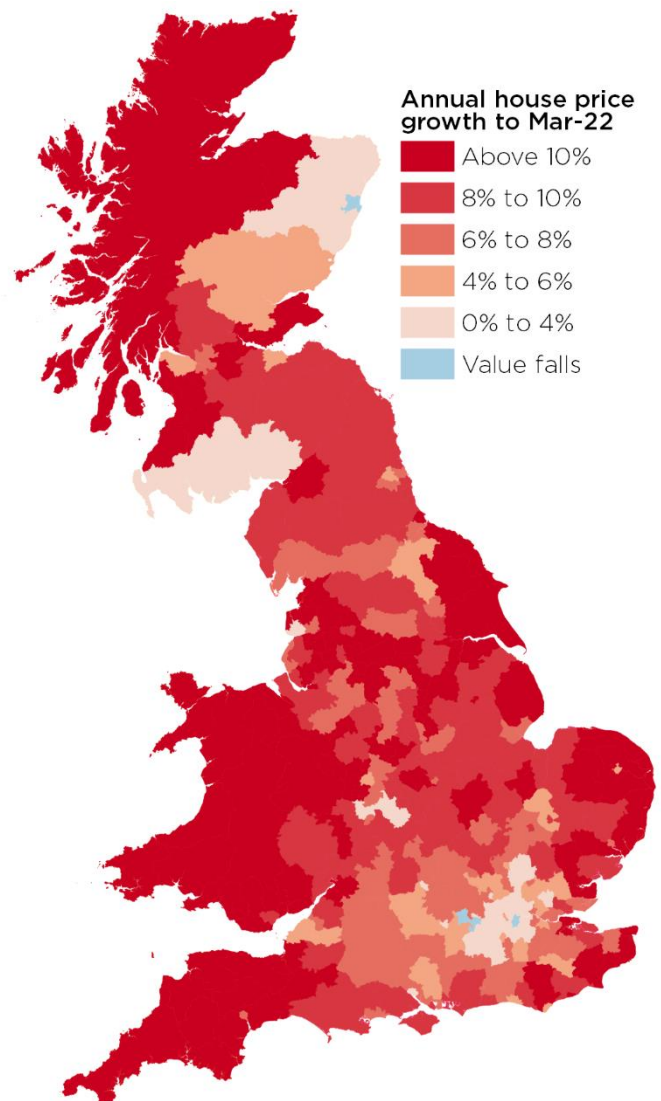 Annual house price
growth to Mar-22
Above 10%
8% to 10%
6% to 8%
4% to 6%
0% to 4%
Value falls